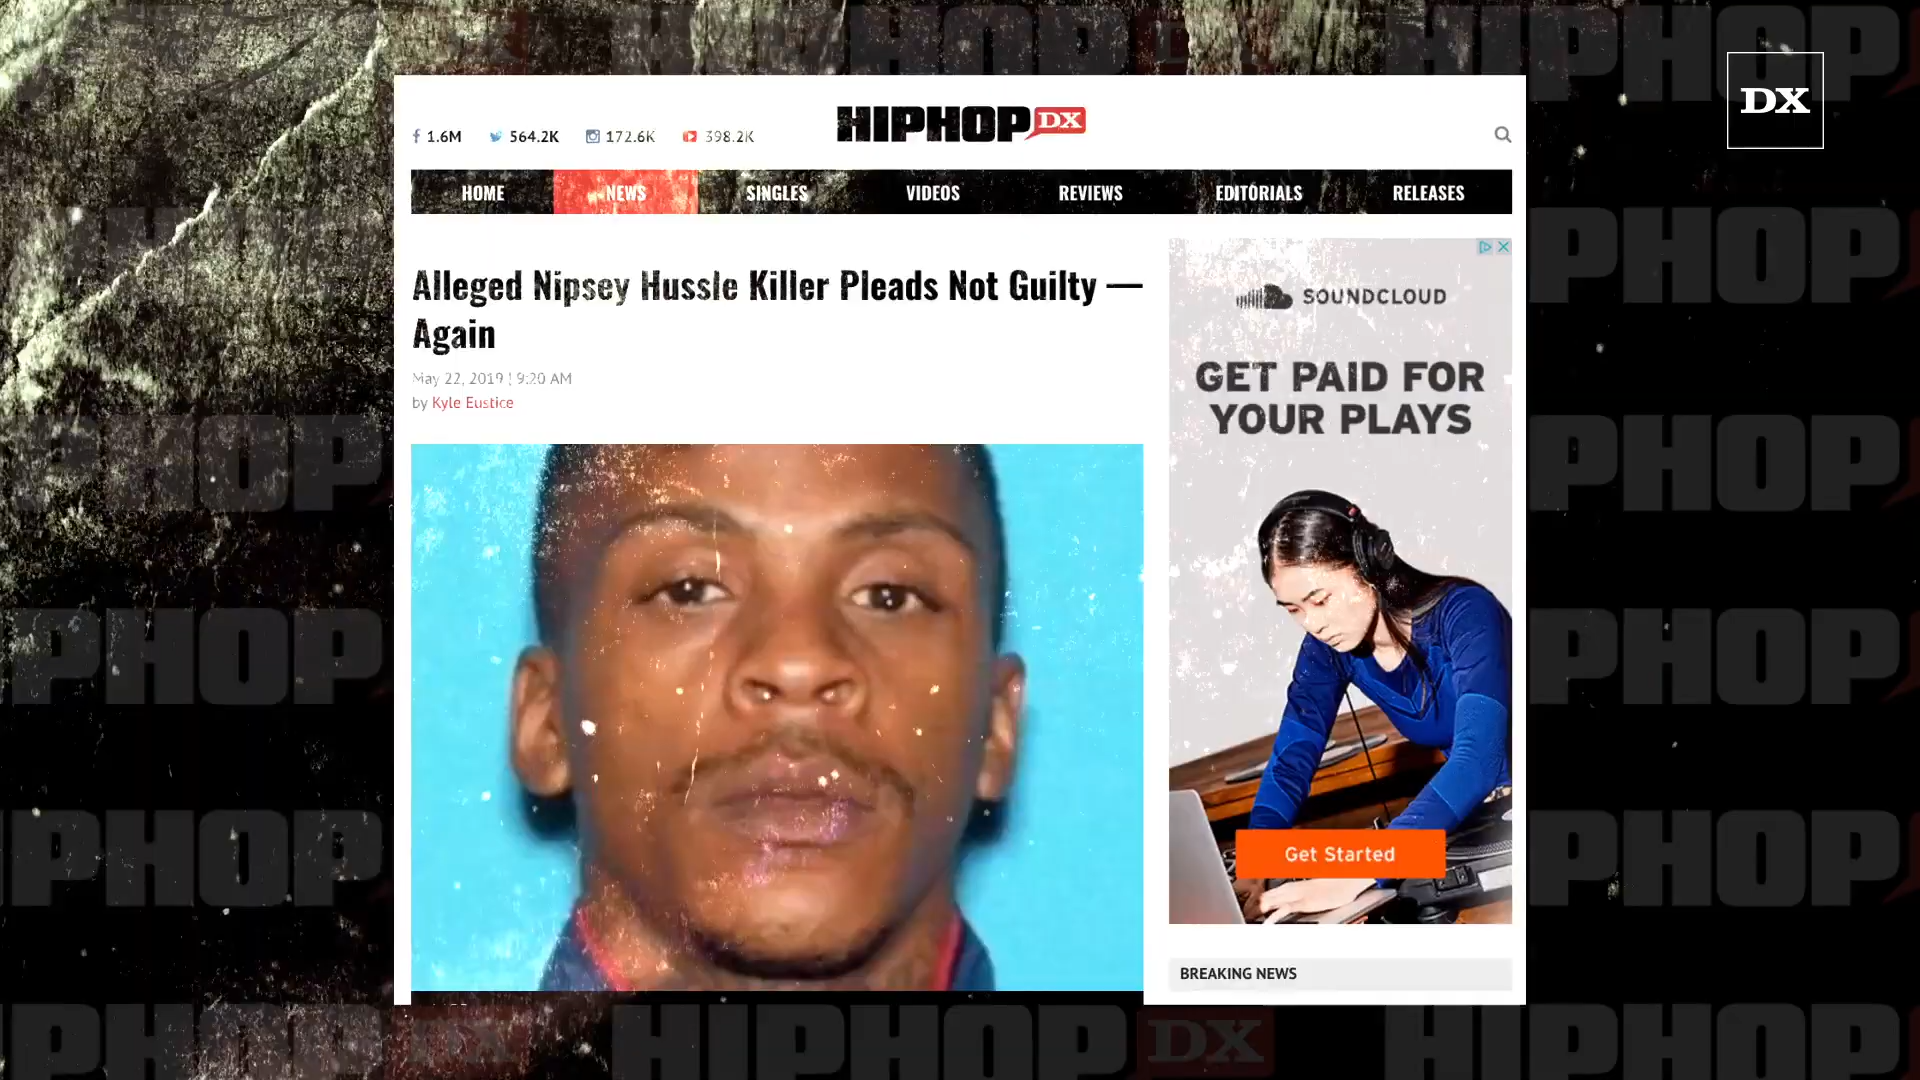 DX
1.6M 564.2K 172.6K 398.2K
HIPHOPDX
HOME NEWS SINGLES VIDEOS REVIEWS EDITORIALS RELEASES
Alleged Nipsey Hussle Killer Pleads Not Guilty —
Again
May 22, 2019 | 9:20 AM
by Kyle Eustice
SOUNDCLOUD
GET PAID FOR
YOUR PLAYS
Get Started
BREAKING NEWS
HIPHOPDX